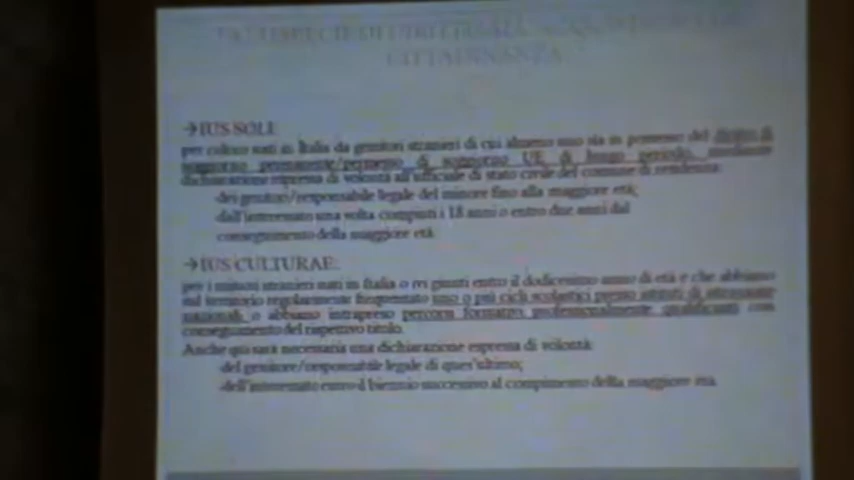 CITTADINANZA
→IUS SOLI:
per coloro nati in Italia da genitori stranieri di cui almeno uno sia in possesso del diritto di
soggiorno permanente/permesso di soggiorno UE di lungo periodo, mediante
dichiarazione espressa di volontà all'ufficiale di stato civile del comune di residenza:
dei genitori/responsabile legale del minore fino alla maggiore età;
dall'interessato una volta compiuti i 18 anni o entro due anni dal
conseguimento della maggiore età.
→IUS CULTURAE:
per i minori stranieri nati in Italia o ivi giunti entro il dodicesimo anno di età e che abbiano
sul territorio regolarmente frequentato uno o più cicli scolastici presso istituti di istruzione
nazionali, o abbiano intrapreso percorsi formativi professionalmente qualificanti con
conseguimento del rispettivo titolo.
Anche qui sarà necessaria una dichiarazione espressa di volontà:
del genitore/responsabile legale di quest'ultimo;
dell'interessato entro il biennio successivo al compimento della maggiore età.